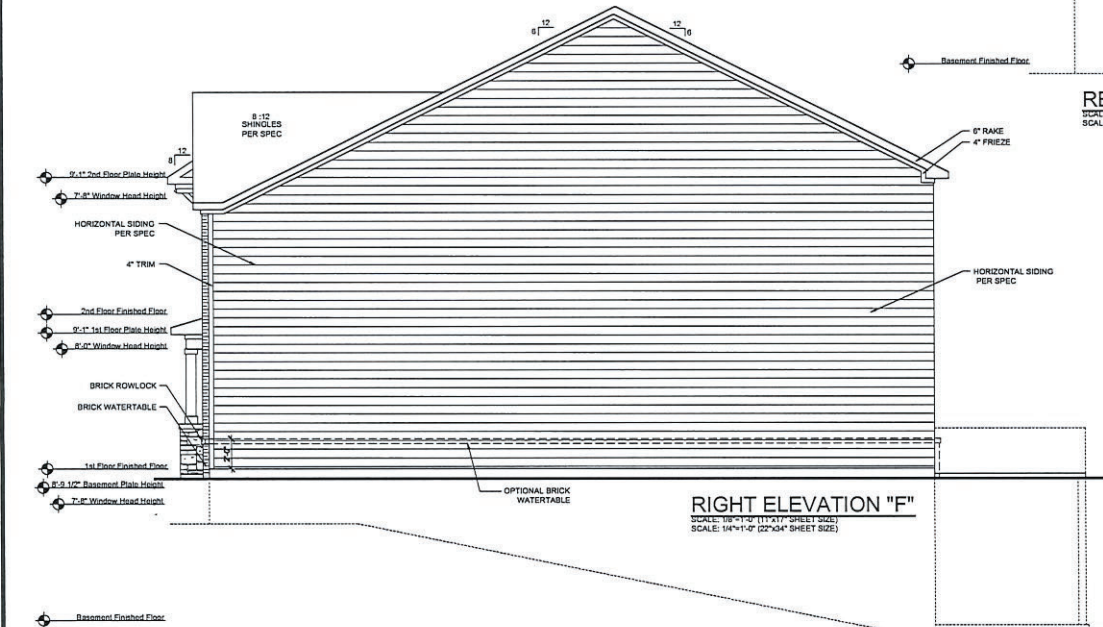 12
6
12
6
Basement Finished Floor
RE
SCAL
SCAL
8 :12
SHINGLES
PER SPEC
6" RAKE
4" FRIEZE
12
8
9'-1" 2nd Floor Plate Height
7'-8" Window Head Height
HORIZONTAL SIDING
PER SPEC
4" TRIM
HORIZONTAL SIDING
PER SPEC
2nd Floor Finished Floor
9'-1" 1st Floor Plate Height
8'-0" Window Head Height
BRICK ROWLOCK
BRICK WATERTABLE
2'-0"
1st Floor Finished Floor
8'-9 1/2" Basement Plate Height
7'-8" Window Head Height
OPTIONAL BRICK
WATERTABLE
RIGHT ELEVATION "F"
SCALE: 1/8"=1'-0" (11"x17" SHEET SIZE)
SCALE: 1/4"=1'-0" (22"x34" SHEET SIZE)
Basement Finished Floor